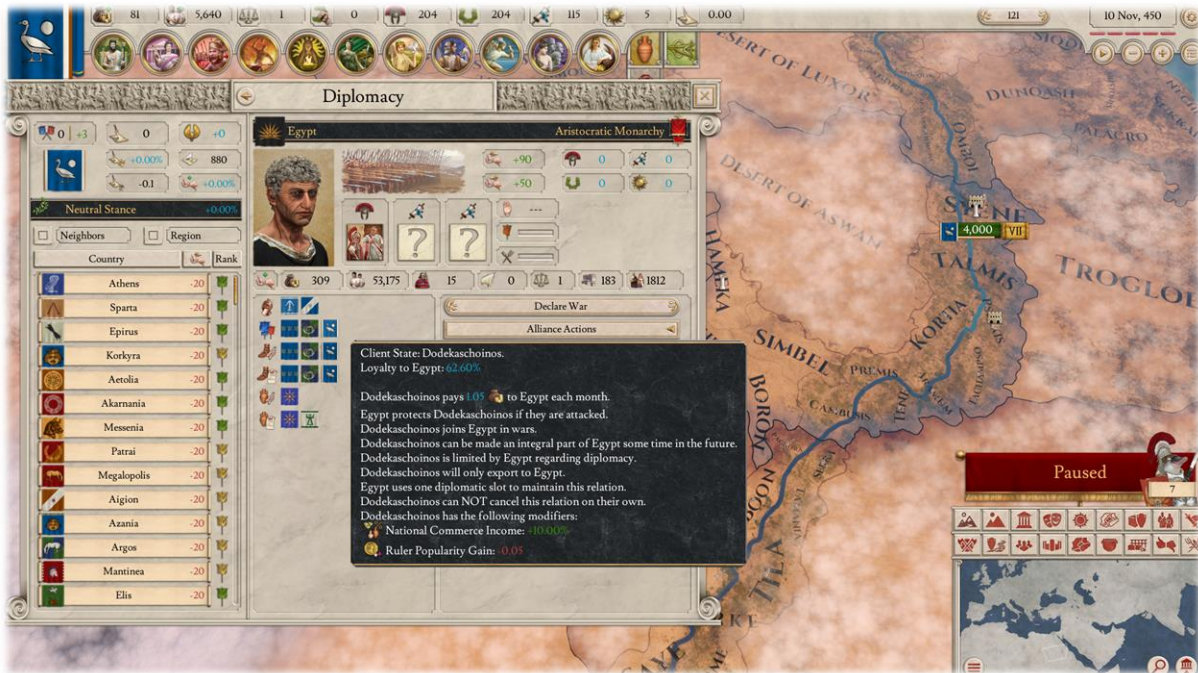 81 5,640 1 0 204 204 115 5 0.00
121
10 Nov, 450
Diplomacy
0 +3 0 +0
+0.00% 880
-0.1 +0.00%
Neutral Stance +0.00%
Neighbors Region
Country Rank
Athens -20
Sparta -20
Epirus -20
Korkyra -20
Aetolia -20
Akarnania -20
Messenia -20
Patrai -20
Megalopolis -20
Aigion -20
Azania -20
Argos -20
Mantinea -20
Elis -20
Egypt Aristocratic Monarchy
+90 0 0
+50 0 0
---
? ?
309 53,175 15 0 1 183 1812
Declare War
Alliance Actions
Client State: Dodekaschoinos.
Loyalty to Egypt: 62.60%
Dodekaschoinos pays 1.05 to Egypt each month.
Egypt protects Dodekaschoinos if they are attacked.
Dodekaschoinos joins Egypt in wars.
Dodekaschoinos can be made an integral part of Egypt some time in the future.
Dodekaschoinos is limited by Egypt regarding diplomacy.
Dodekaschoinos will only export to Egypt.
Egypt uses one diplomatic slot to maintain this relation.
Dodekaschoinos can NOT cancel this relation on their own.
Dodekaschoinos has the following modifiers:
National Commerce Income: +10.00%
Ruler Popularity Gain: -0.05
DESERT OF LUXOR
DUNOASH
PALACRO
OMBOI
DESERT OF ASWAN
SYENE
4,000 VII
TALMIS
TROGLO
HAMSKA
KORTIA
SIMBEL
PREMIS
BORON
Paused
7